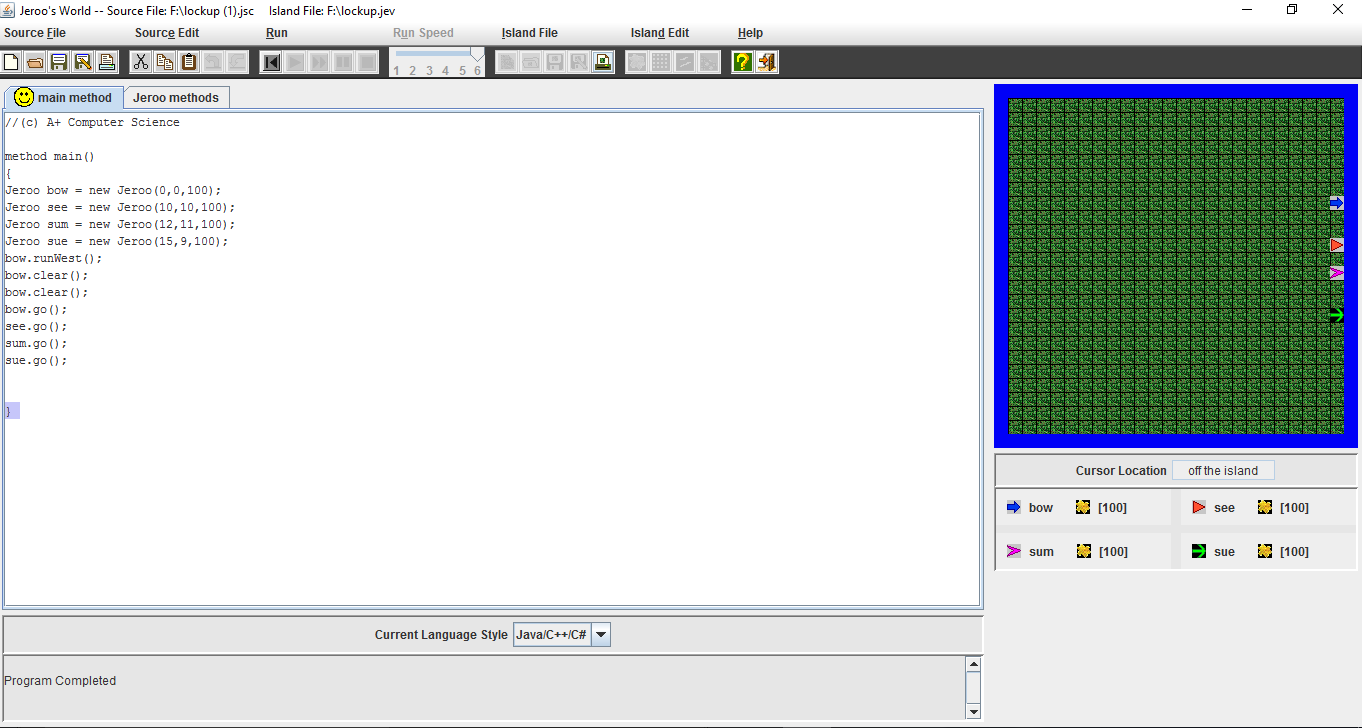 Jeroo's World -- Source File: F:\lockup (1).jsc     Island File: F:\lockup.jev
Source File Source Edit Run Run Speed Island File Island Edit Help
1 2 3 4 5 6
main method Jeroo methods
//(c) A+ Computer Science
method main()
{
Jeroo bow = new Jeroo(0,0,100);
Jeroo see = new Jeroo(10,10,100);
Jeroo sum = new Jeroo(12,11,100);
Jeroo sue = new Jeroo(15,9,100);
bow.runWest();
bow.clear();
bow.clear();
bow.go();
see.go();
sum.go();
sue.go();
}
Cursor Location off the island
bow [100] see [100]
sum [100] sue [100]
Current Language Style Java/C++/C#
Program Completed